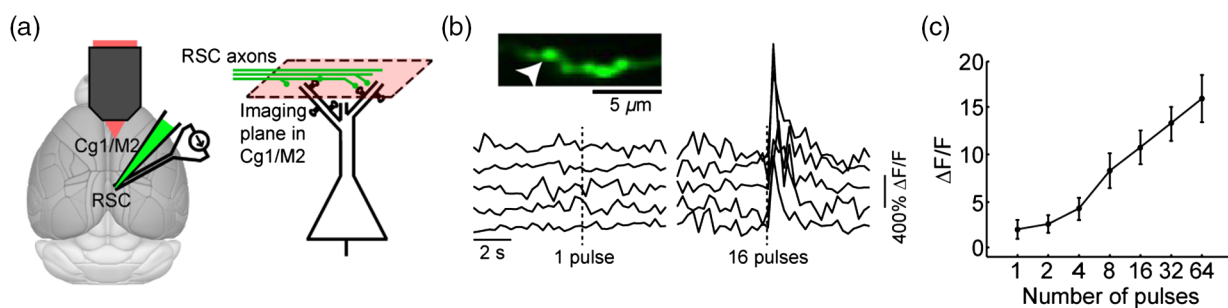 (a)
Cg1/M2
RSC
RSC axons
Imaging
plane in
Cg1/M2
(b)
5 µm
2 s
1 pulse
16 pulses
400% ΔF/F
(c)
ΔF/F
20
15
10
5
0
1 2 4 8 16 32 64
Number of pulses